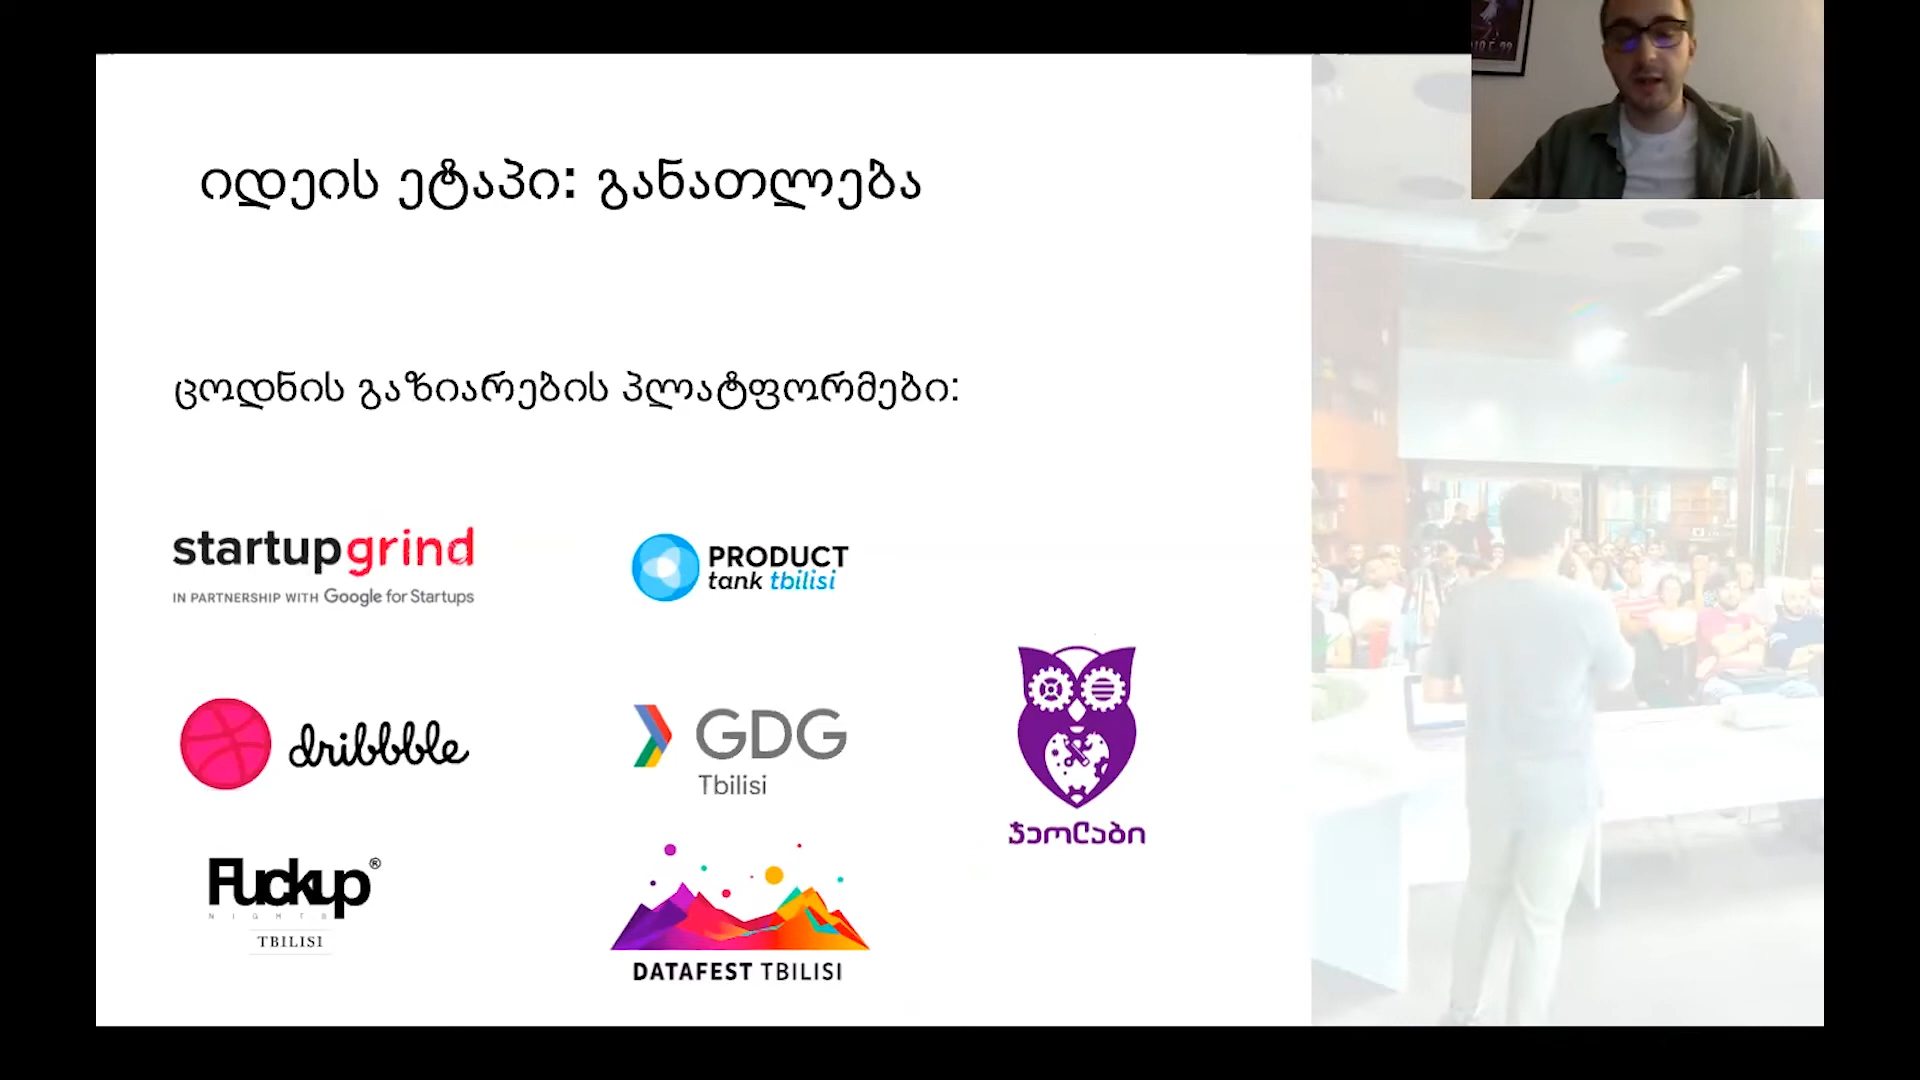 იდეის ეტაპი: განათლება
ცოდნის გაზიარების პლატფორმები:
startupgrind
IN PARTNERSHIP WITH Google for Startups
PRODUCT
tank tbilisi
dribbble
GDG
Tbilisi
ჯეოლაბი
Fuckup®
NIGHTS
TBILISI
DATAFEST TBILISI